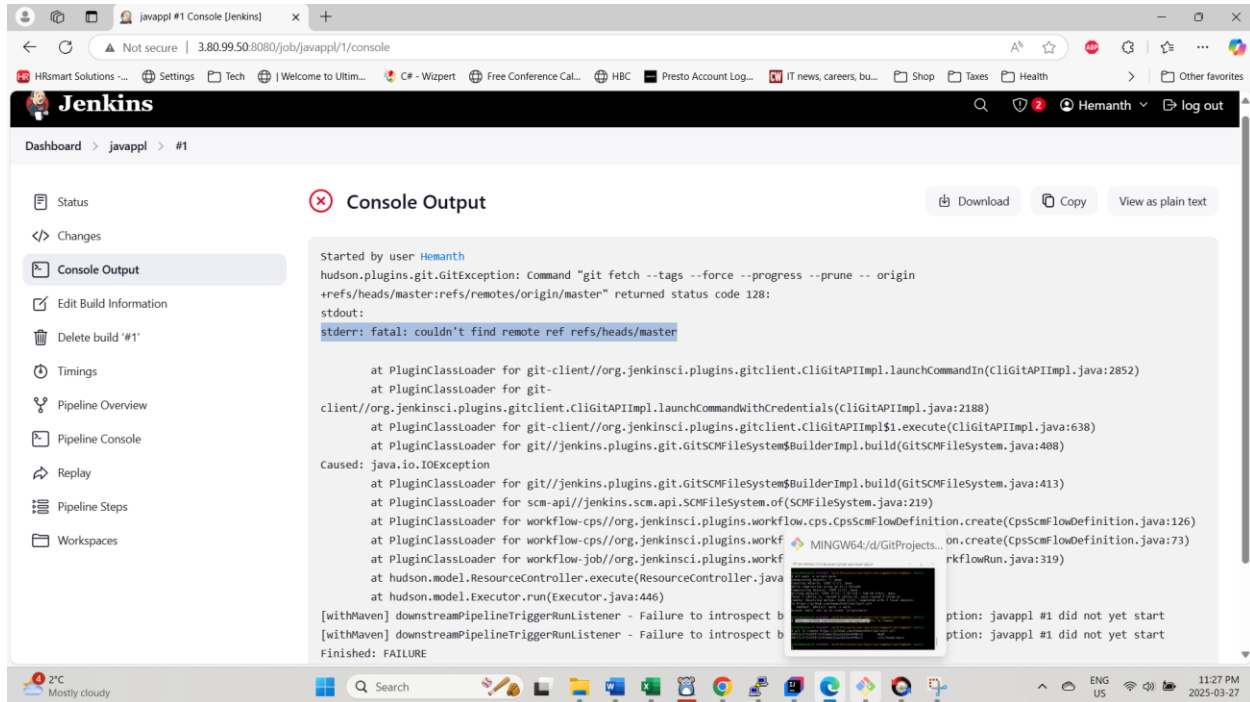 javappl #1 Console [Jenkins]
Not secure | 3.80.99.50:8080/job/javappl/1/console
HRsmart Solutions -... Settings Tech | Welcome to Ultim... C# - Wizpert Free Conference Cal... HBC Presto Account Log... IT news, careers, bu... Shop Taxes Health Other favorites
Jenkins 2 Hemanth log out
Dashboard > javappl > #1
Status
Changes
Console Output
Edit Build Information
Delete build '#1'
Timings
Pipeline Overview
Pipeline Console
Replay
Pipeline Steps
Workspaces
Console Output Download Copy View as plain text
Started by user Hemanth
hudson.plugins.git.GitException: Command "git fetch --tags --force --progress --prune -- origin
+refs/heads/master:refs/remotes/origin/master" returned status code 128:
stdout:
stderr: fatal: couldn't find remote ref refs/heads/master
at PluginClassLoader for git-client//org.jenkinsci.plugins.gitclient.CliGitAPIImpl.launchCommandIn(CliGitAPIImpl.java:2852)
at PluginClassLoader for git-
client//org.jenkinsci.plugins.gitclient.CliGitAPIImpl.launchCommandWithCredentials(CliGitAPIImpl.java:2188)
at PluginClassLoader for git-client//org.jenkinsci.plugins.gitclient.CliGitAPIImpl$1.execute(CliGitAPIImpl.java:638)
at PluginClassLoader for git//jenkins.plugins.git.GitSCMFileSystem$BuilderImpl.build(GitSCMFileSystem.java:408)
Caused: java.io.IOException
at PluginClassLoader for git//jenkins.plugins.git.GitSCMFileSystem$BuilderImpl.build(GitSCMFileSystem.java:413)
at PluginClassLoader for scm-api//jenkins.scm.api.SCMFileSystem.of(SCMFileSystem.java:219)
at PluginClassLoader for workflow-cps//org.jenkinsci.plugins.workflow.cps.CpsScmFlowDefinition.create(CpsScmFlowDefinition.java:126)
at PluginClassLoader for workflow-cps//org.jenkinsci.plugins.workf on.create(CpsScmFlowDefinition.java:73)
at PluginClassLoader for workflow-job//org.jenkinsci.plugins.workf rkflowRun.java:319)
at hudson.model.ResourceController.execute(ResourceController.java
at hudson.model.Executor.run(Executor.java:446)
[withMaven] downstreamPipelineTriggerRunListener - Failure to introspect b ption: javappl #1 did not yet start
[withMaven] downstreamPipelineTriggerRunListener - Failure to introspect b ption: javappl #1 did not yet start
Finished: FAILURE
MINGW64:/d/GitProjects...
4 2°C
Mostly cloudy
Search
ENG
US
11:27 PM
2025-03-27